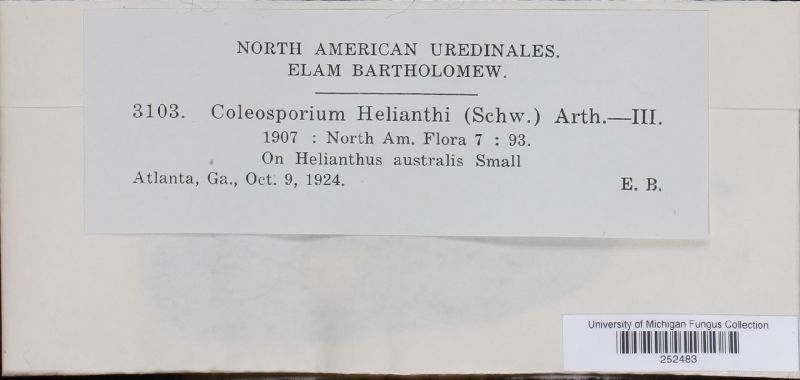 NORTH AMERICAN UREDINALES.
ELAM BARTHOLOMEW.
3103. Coleosporium Helianthi (Schw.) Arth.—III.
1907 : North Am. Flora 7 : 93.
On Helianthus australis Small
Atlanta, Ga., Oct. 9, 1924. E. B.
University of Michigan Fungus Collection
252483